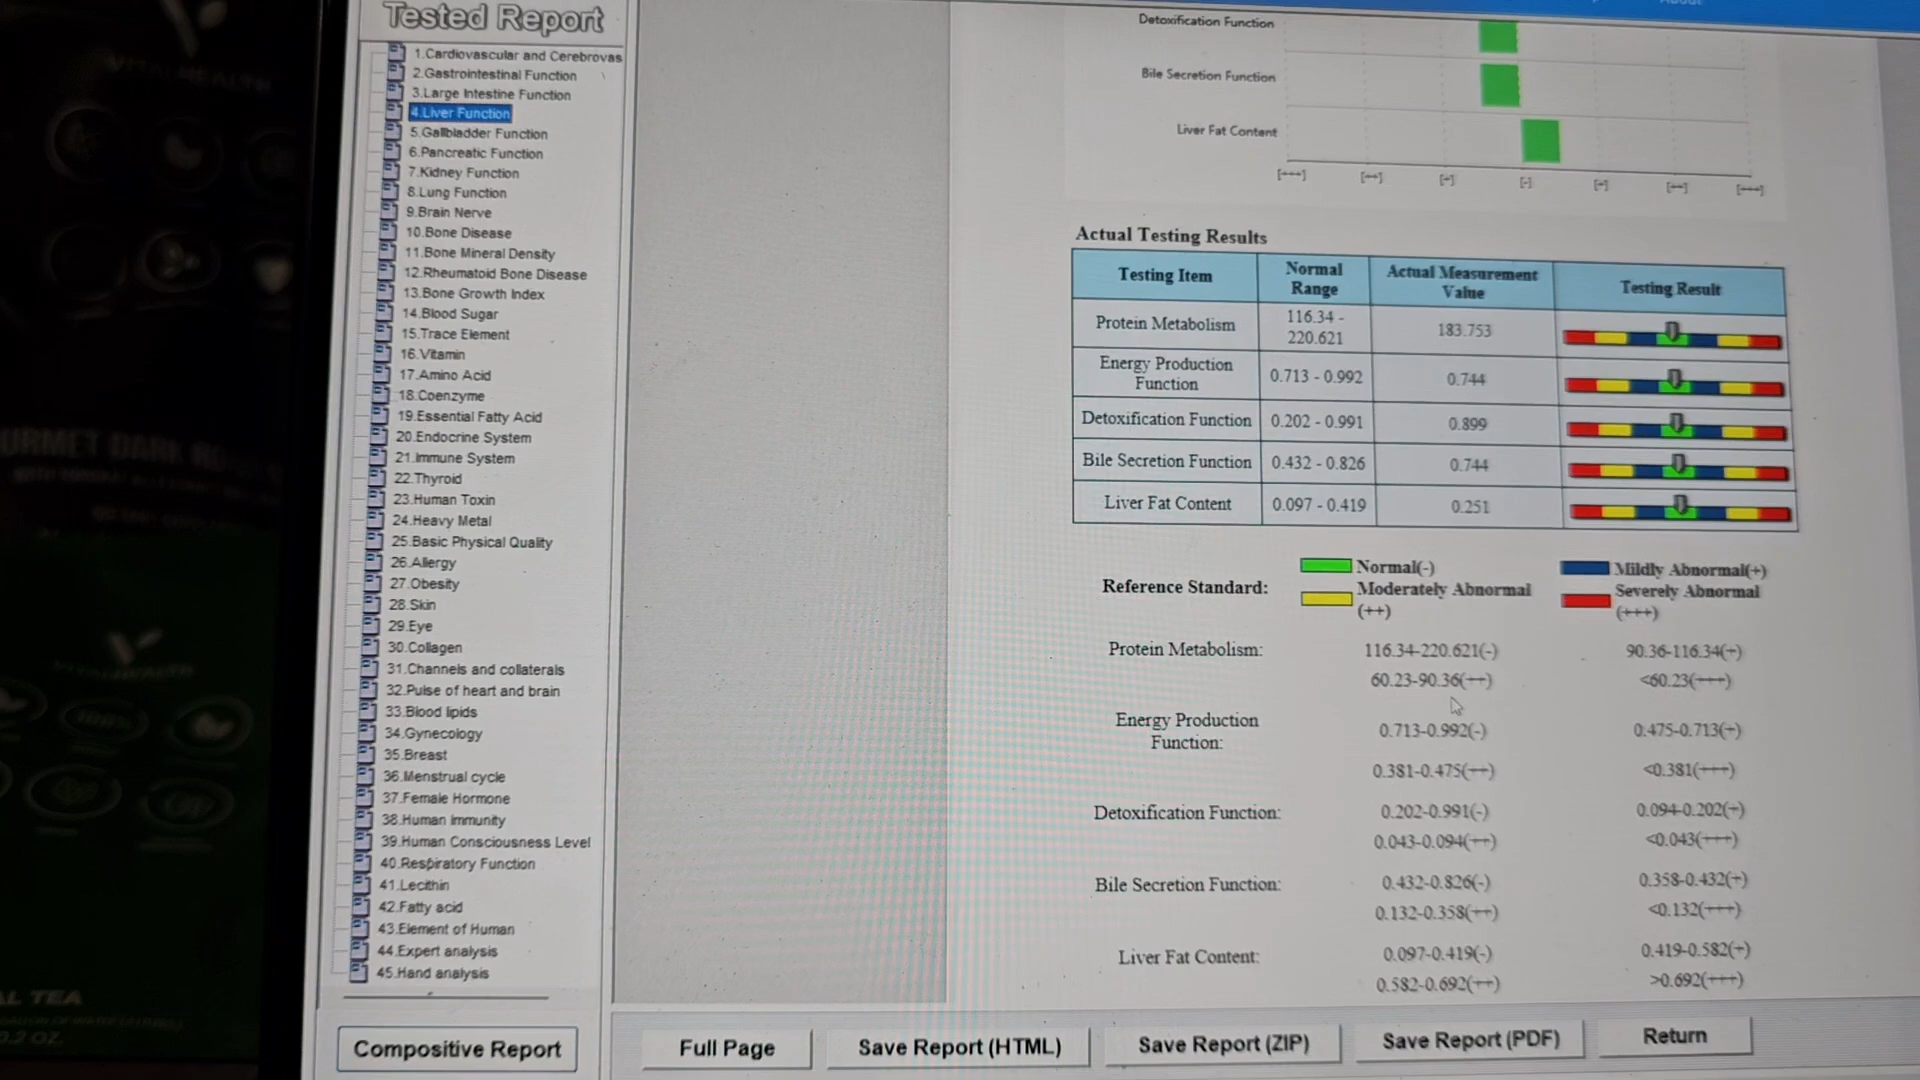 Tested Report
1.Cardiovascular and Cerebrovas
2.Gastrointestinal Function
3.Large Intestine Function
4.Liver Function
5.Gallbladder Function
6.Pancreatic Function
7.Kidney Function
8.Lung Function
9.Brain Nerve
10.Bone Disease
11.Bone Mineral Density
12.Rheumatoid Bone Disease
13.Bone Growth Index
14.Blood Sugar
15.Trace Element
16.Vitamin
17.Amino Acid
18.Coenzyme
19.Essential Fatty Acid
20.Endocrine System
21.Immune System
22.Thyroid
23.Human Toxin
24.Heavy Metal
25.Basic Physical Quality
26.Allergy
27.Obesity
28.Skin
29.Eye
30.Collagen
31.Channels and collaterals
32.Pulse of heart and brain
33.Blood lipids
34.Gynecology
35.Breast
36.Menstrual cycle
37.Female Hormone
38.Human Immunity
39.Human Consciousness Level
40.Respiratory Function
41.Lecithin
42.Fatty acid
43.Element of Human
44.Expert analysis
45.Hand analysis
Compositive Report
Detoxification Function
Bile Secretion Function
Liver Fat Content
[-]
Actual Testing Results
Testing Item Normal Range Actual Measurement Value Testing Result
Protein Metabolism 116.34 - 220.621 183.753
Energy Production Function 0.713 - 0.992 0.744
Detoxification Function 0.202 - 0.991 0.899
Bile Secretion Function 0.432 - 0.826 0.744
Liver Fat Content 0.097 - 0.419 0.251
Reference Standard: Normal(-) Mildly Abnormal(+)
Moderately Abnormal (++) Severely Abnormal (+++)
Protein Metabolism: 116.34-220.621(-) 90.36-116.34(+)
60.23-90.36(++) <60.23(+++)
Energy Production Function: 0.713-0.992(-) 0.475-0.713(+)
0.381-0.475(++) <0.381(+++)
Detoxification Function: 0.202-0.991(-) 0.094-0.202(+)
0.043-0.094(++) <0.043(+++)
Bile Secretion Function: 0.432-0.826(-) 0.358-0.432(+)
0.132-0.358(++) <0.132(+++)
Liver Fat Content: 0.097-0.419(-) 0.419-0.582(+)
0.582-0.692(++) >0.692(+++)
Full Page
Save Report (HTML)
Save Report (ZIP)
Save Report (PDF)
Return
URMET DARK
AL TEA